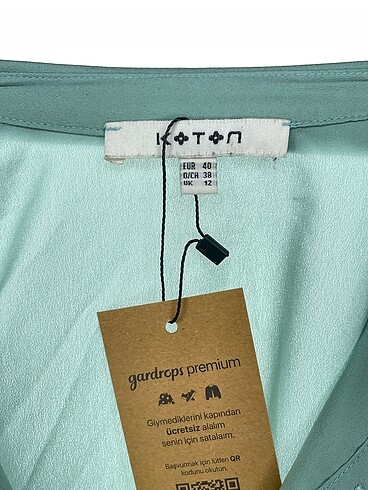 KOTON
EUR 40
D/CH 38
UK 12
gardrops premium
Giymediklerini kapından
ücretsiz alalım
senin için satalım.
Başvurmak için lütfen QR
kodunu okutun.